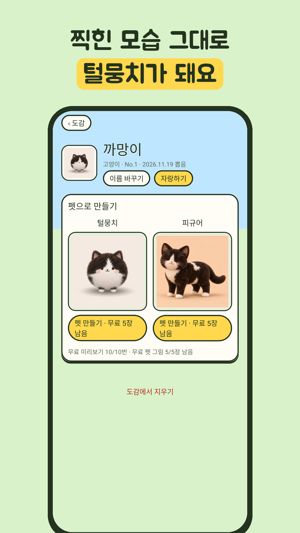 찍힌 모습 그대로
털뭉치가 돼요
‹ 도감
까망이
고양이 · No.1 · 2026.11.19 뽑음
이름 바꾸기
자랑하기
펫으로 만들기
털뭉치
피규어
펫 만들기 · 무료 5장
남음
펫 만들기 · 무료 5장
남음
무료 미리보기 10/10번 · 무료 펫 그림 5/5장 남음
도감에서 지우기